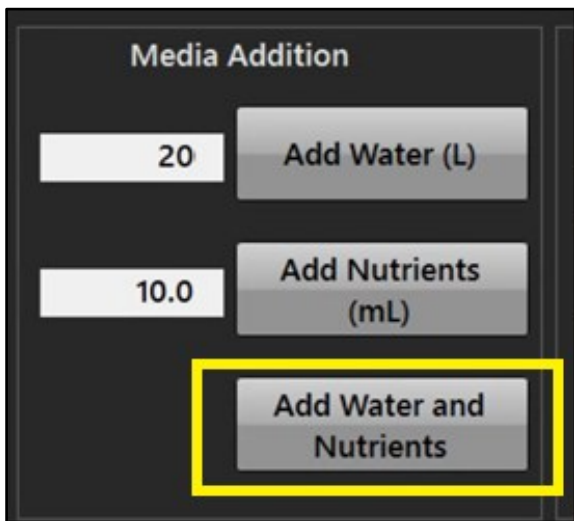 Media Addition
20 Add Water (L)
10.0 Add Nutrients
(mL)
Add Water and
Nutrients